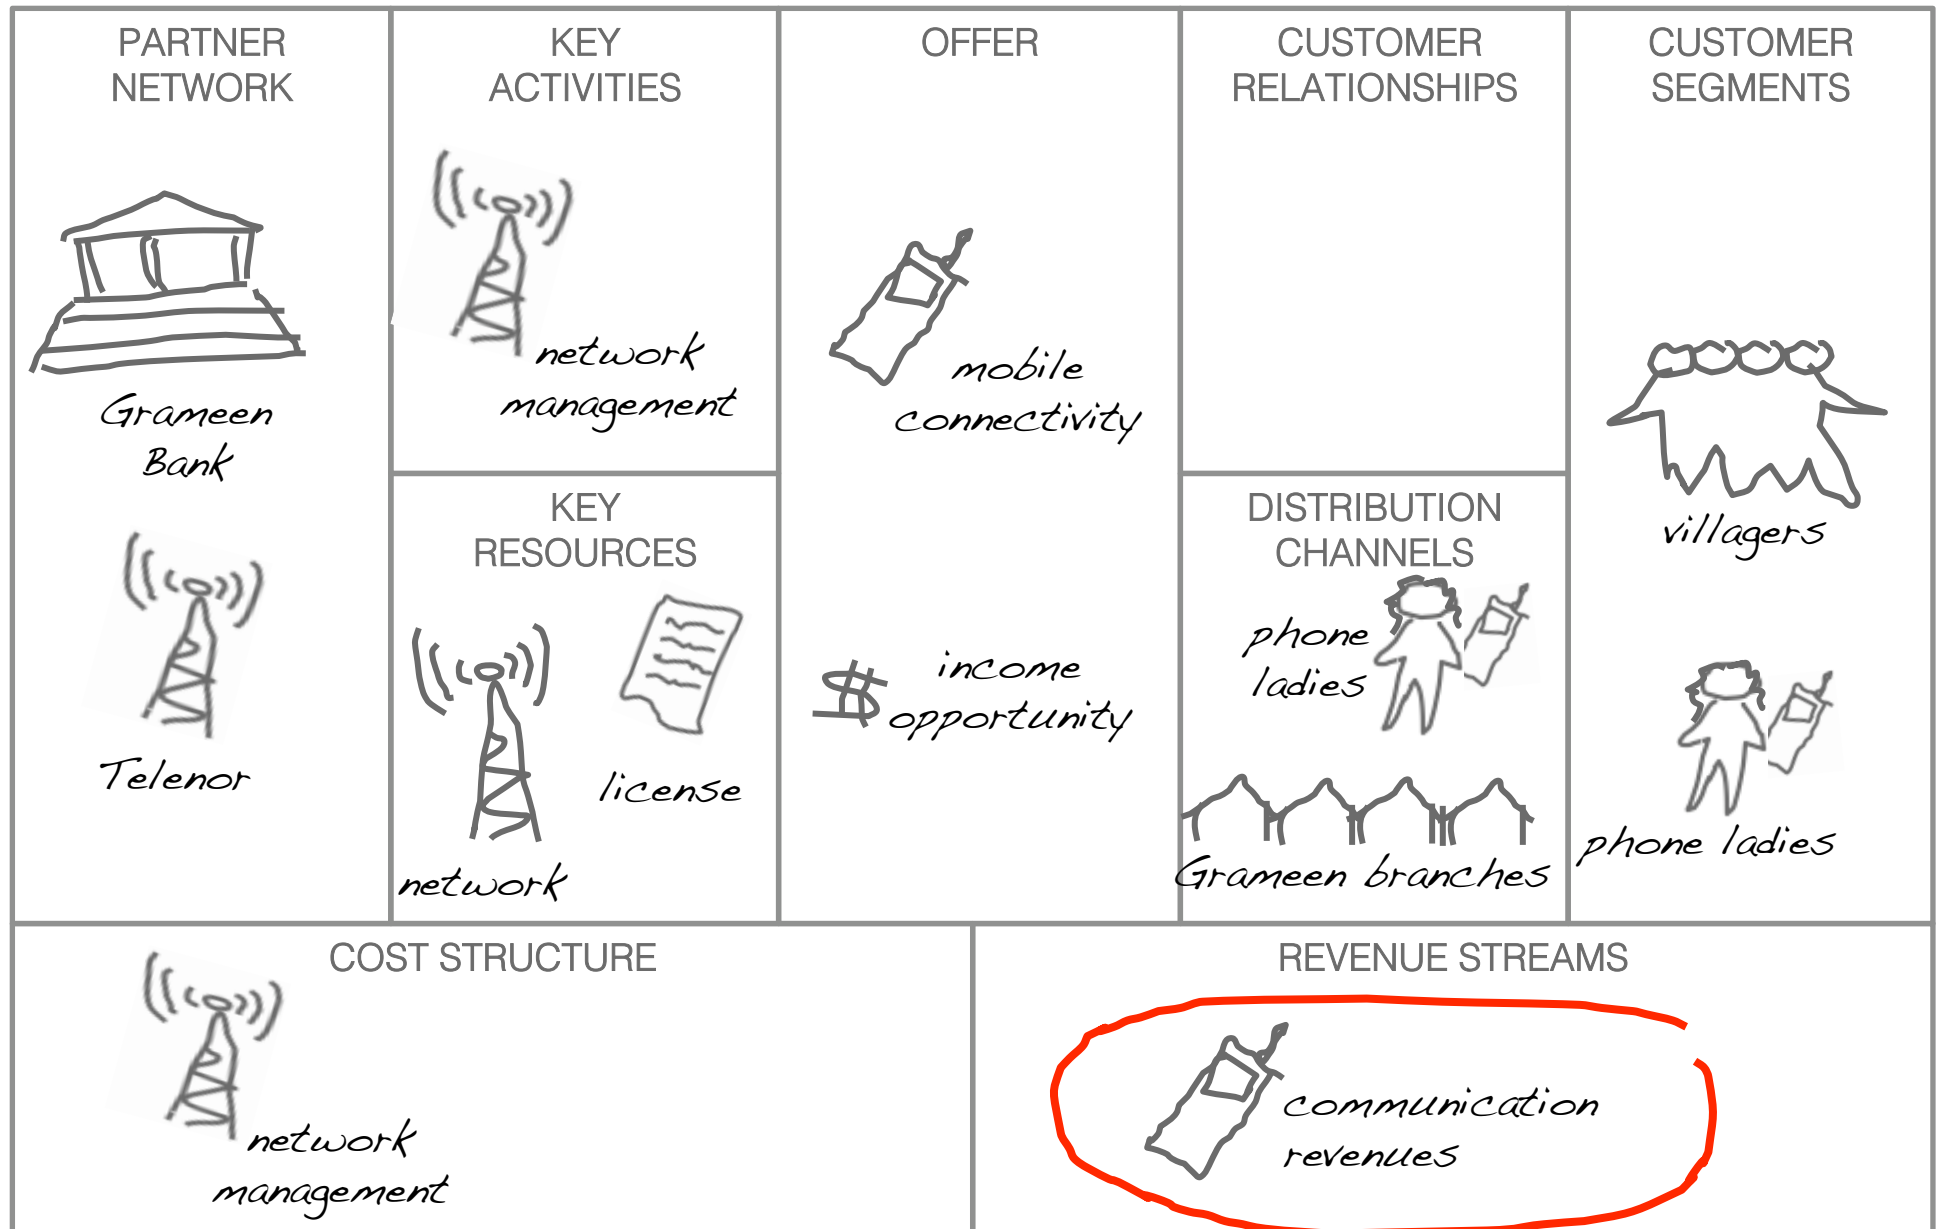 PARTNER
NETWORK
Grameen
Bank
Telenor
KEY
ACTIVITIES
network
management
KEY
RESOURCES
license
network
OFFER
mobile
connectivity
income
opportunity
CUSTOMER
RELATIONSHIPS
DISTRIBUTION
CHANNELS
phone
ladies
Grameen branches
CUSTOMER
SEGMENTS
villagers
phone ladies
COST STRUCTURE
network
management
REVENUE STREAMS
communication
revenues